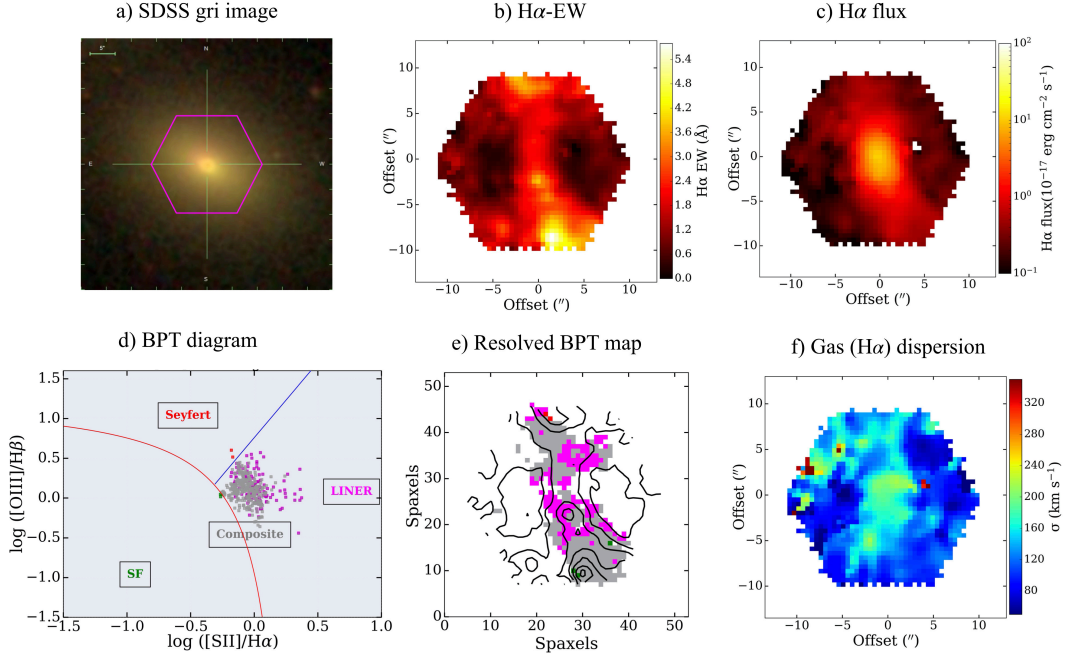 a) SDSS gri image
b) Hα-EW
c) Hα flux
5"
N
E
W
S
10
5
0
−5
−10
Offset (″)
−10
−5
0
5
10
Offset (″)
5.4
4.8
4.2
3.6
3.0
2.4
1.8
1.2
0.6
0.0
Hα EW (Å)
10
5
0
−5
−10
Offset (″)
−10
−5
0
5
10
Offset (″)
10²
10¹
10⁰
10⁻¹
Hα flux(10⁻¹⁷ erg cm⁻² s⁻¹)
d) BPT diagram
e) Resolved BPT map
f) Gas (Hα) dispersion
1.5
1.0
0.5
0.0
−0.5
−1.0
−1.5
log ([OIII]/Hβ)
Seyfert
LINER
Composite
SF
−1.5
−1.0
−0.5
0.0
0.5
1.0
log ([SII]/Hα)
50
40
30
20
10
0
Spaxels
0
10
20
30
40
50
Spaxels
10
5
0
−5
−10
Offset (″)
−10
−5
0
5
10
Offset (″)
320
280
240
200
160
120
80
σ (km s⁻¹)